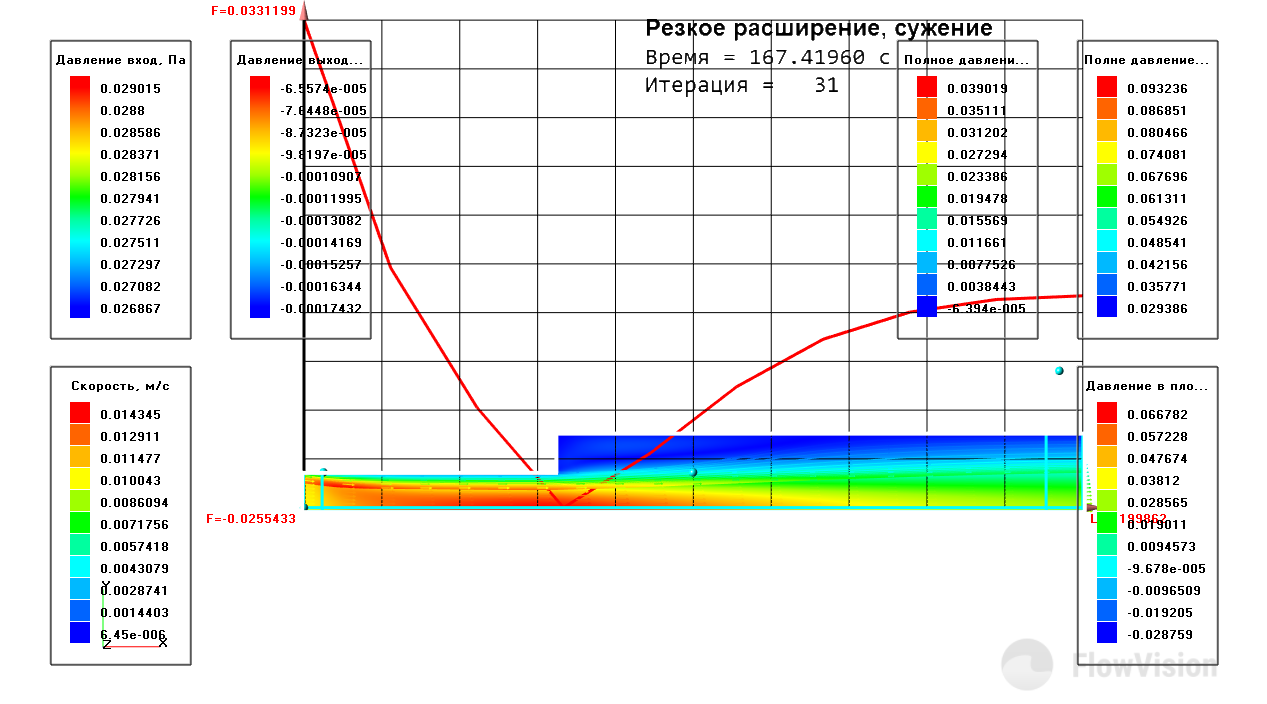 F=0.0331199
Резкое расширение, сужение
Время = 167.41960 с
Итерация = 31
Давление вход, Па
0.029015
0.0288
0.028586
0.028371
0.028156
0.027941
0.027726
0.027511
0.027297
0.027082
0.026867
Давление выход...
-6.5574e-005
-7.6448e-005
-8.7323e-005
-9.8197e-005
-0.00010907
-0.00011995
-0.00013082
-0.00014169
-0.00015257
-0.00016344
-0.00017432
Полное давлени...
0.039019
0.035111
0.031202
0.027294
0.023386
0.019478
0.015569
0.011661
0.0077526
0.0038443
-6.394e-005
Полне давление...
0.093236
0.086851
0.080466
0.074081
0.067696
0.061311
0.054926
0.048541
0.042156
0.035771
0.029386
Скорость, м/с
0.014345
0.012911
0.011477
0.010043
0.0086094
0.0071756
0.0057418
0.0043079
0.0028741
0.0014403
6.45e-006
Y
Z
X
F=-0.0255433
Давление в пло...
0.066782
0.057228
0.047674
0.03812
0.028565
0.019011
0.0094573
-9.678e-005
-0.0096509
-0.019205
-0.028759
FlowVision